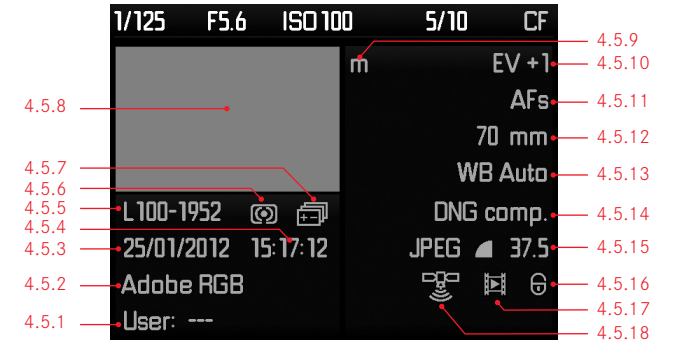 1/125 F5.6 ISO 100 5/10 CF
4.5.9
m EV +1 4.5.10
4.5.8 AFs 4.5.11
70 mm 4.5.12
4.5.7 WB Auto 4.5.13
4.5.6
4.5.5 L100-1952 DNG comp. 4.5.14
4.5.4
4.5.3 25/01/2012 15:17:12 JPEG 37.5 4.5.15
4.5.2 Adobe RGB 4.5.16
4.5.17
4.5.1 User: --- 4.5.18